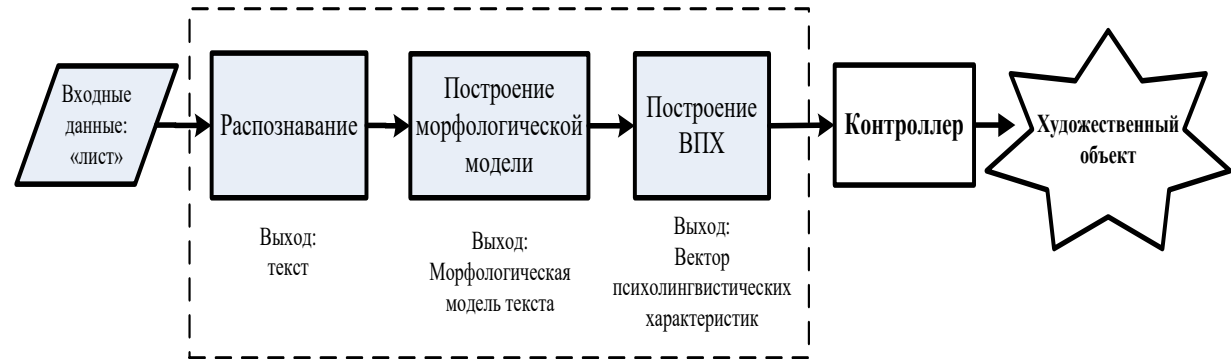 Входные
данные:
«лист»
Распознавание
Построение
морфологической
модели
Построение
ВПХ
Контроллер
Художественный
объект
Выход:
текст
Выход:
Морфологическая
модель текста
Выход:
Вектор
психолингвистических
характеристик